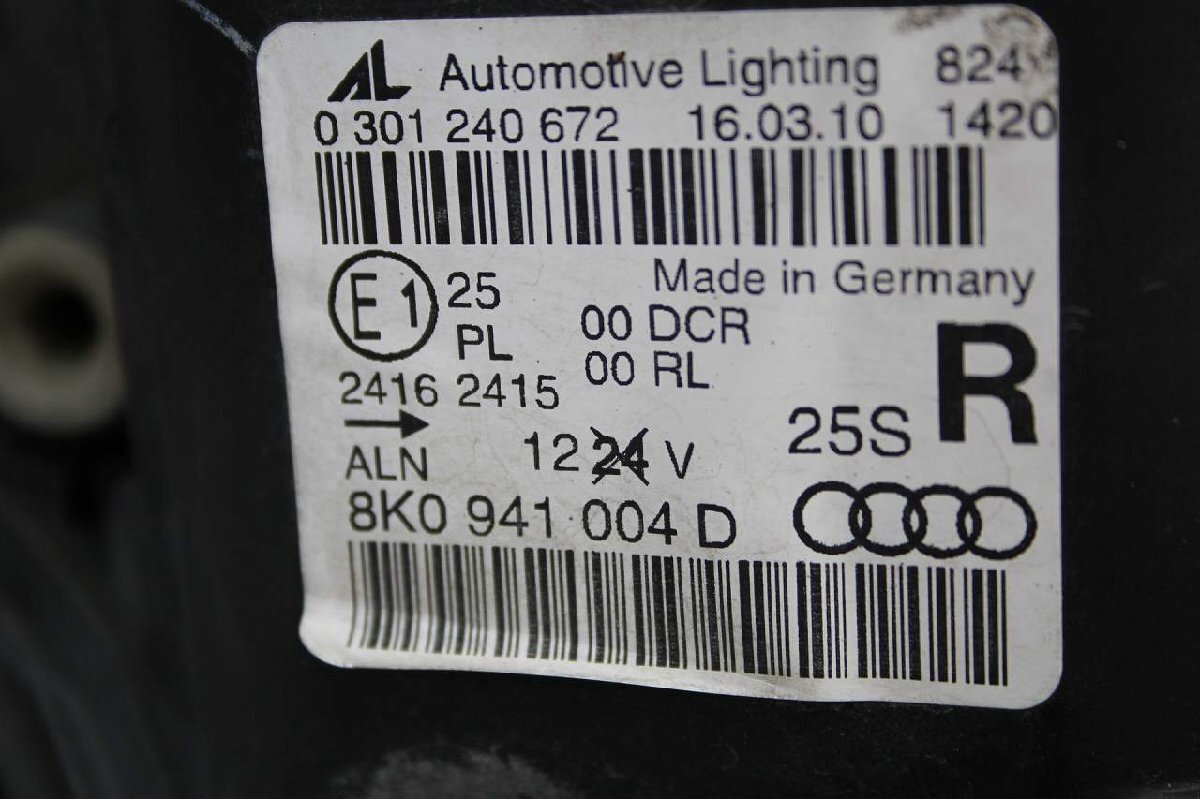 AL Automotive Lighting 824
0 301 240 672 16.03.10 1420
Made in Germany
E1 25
PL
00 DCR
00 RL
R
2416 2415
25S
ALN 12 24 V
8K0 941 004 D